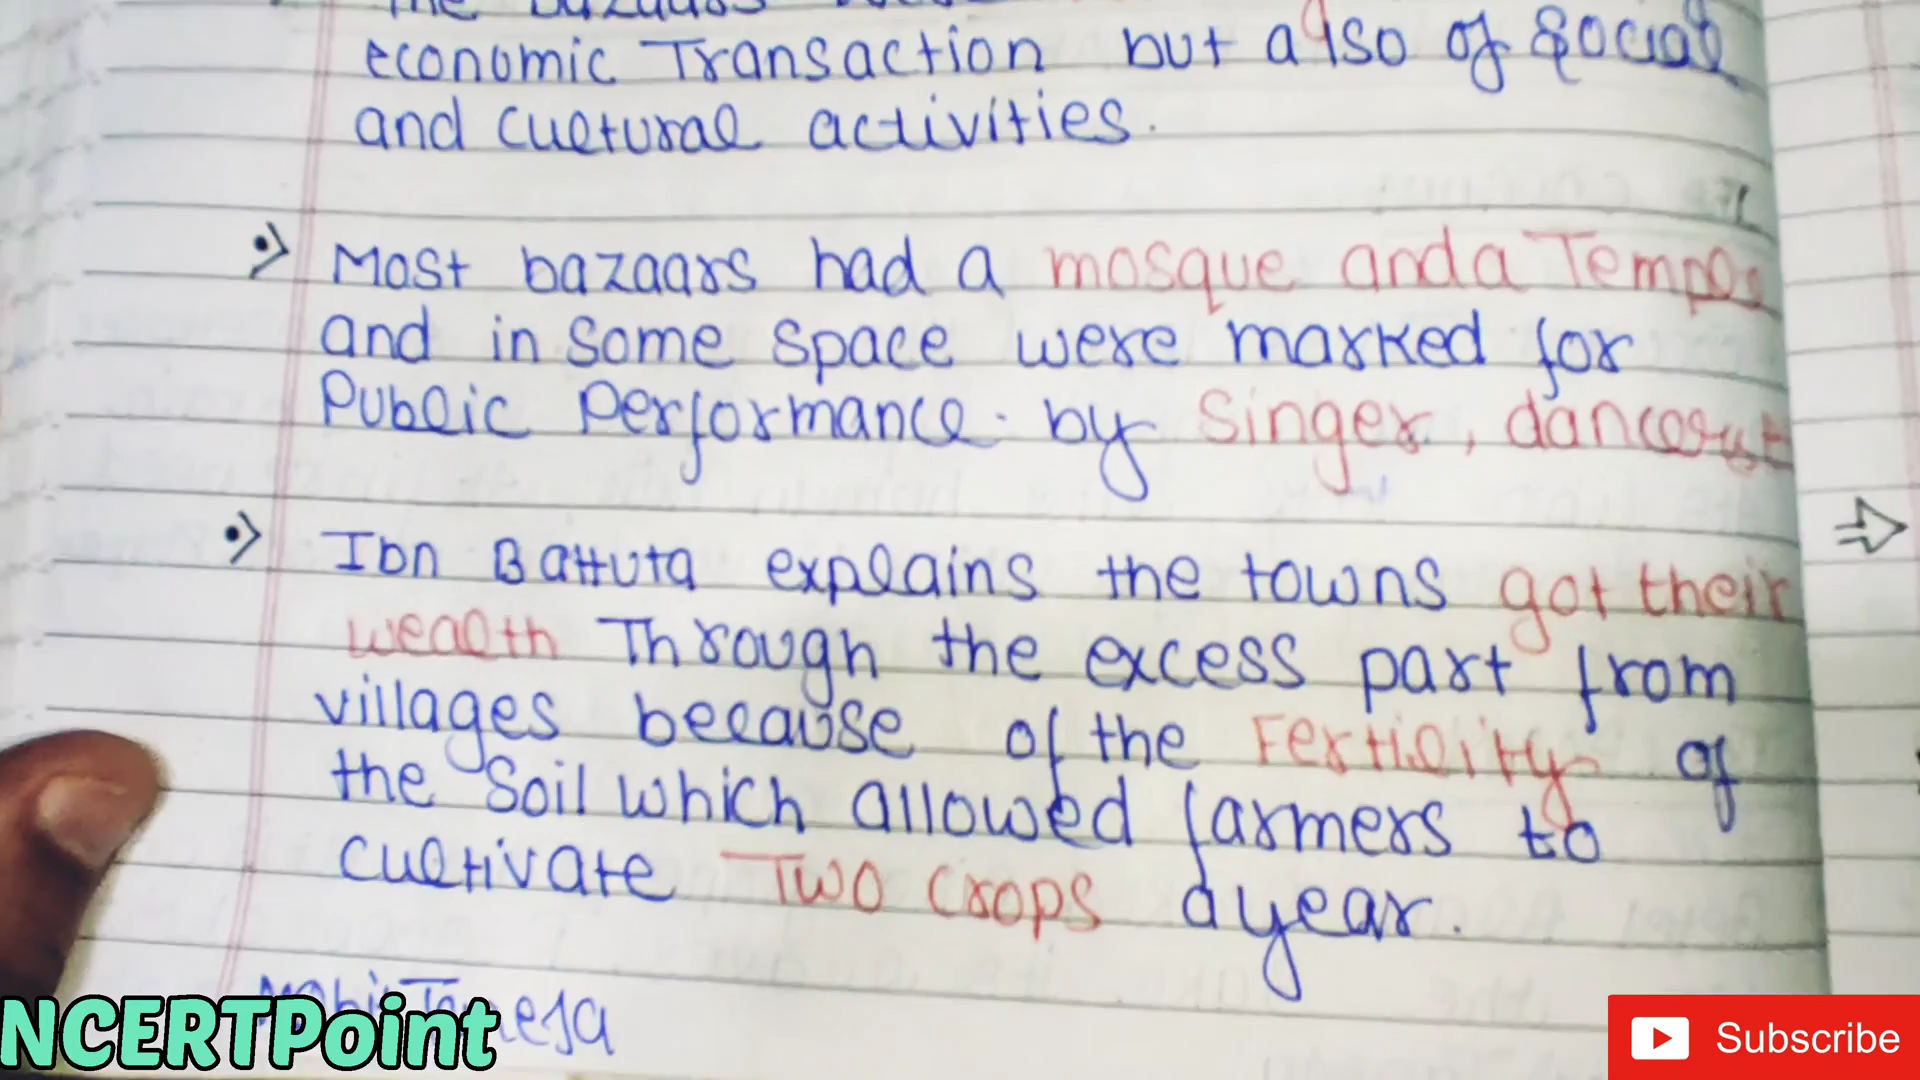 The bazaars
economic Transaction but also of social
and cultural activities.
Most bazaars had a mosque and a Temple
and in some space were marked for
Public Performance. by Singer, dancers
Ibn Battuta explains the towns got their
wealth Through the excess part from
villages because of the Fertility of
the Soil which allowed farmers to
cultivate Two Crops a year.
NCERTPoint
Subscribe